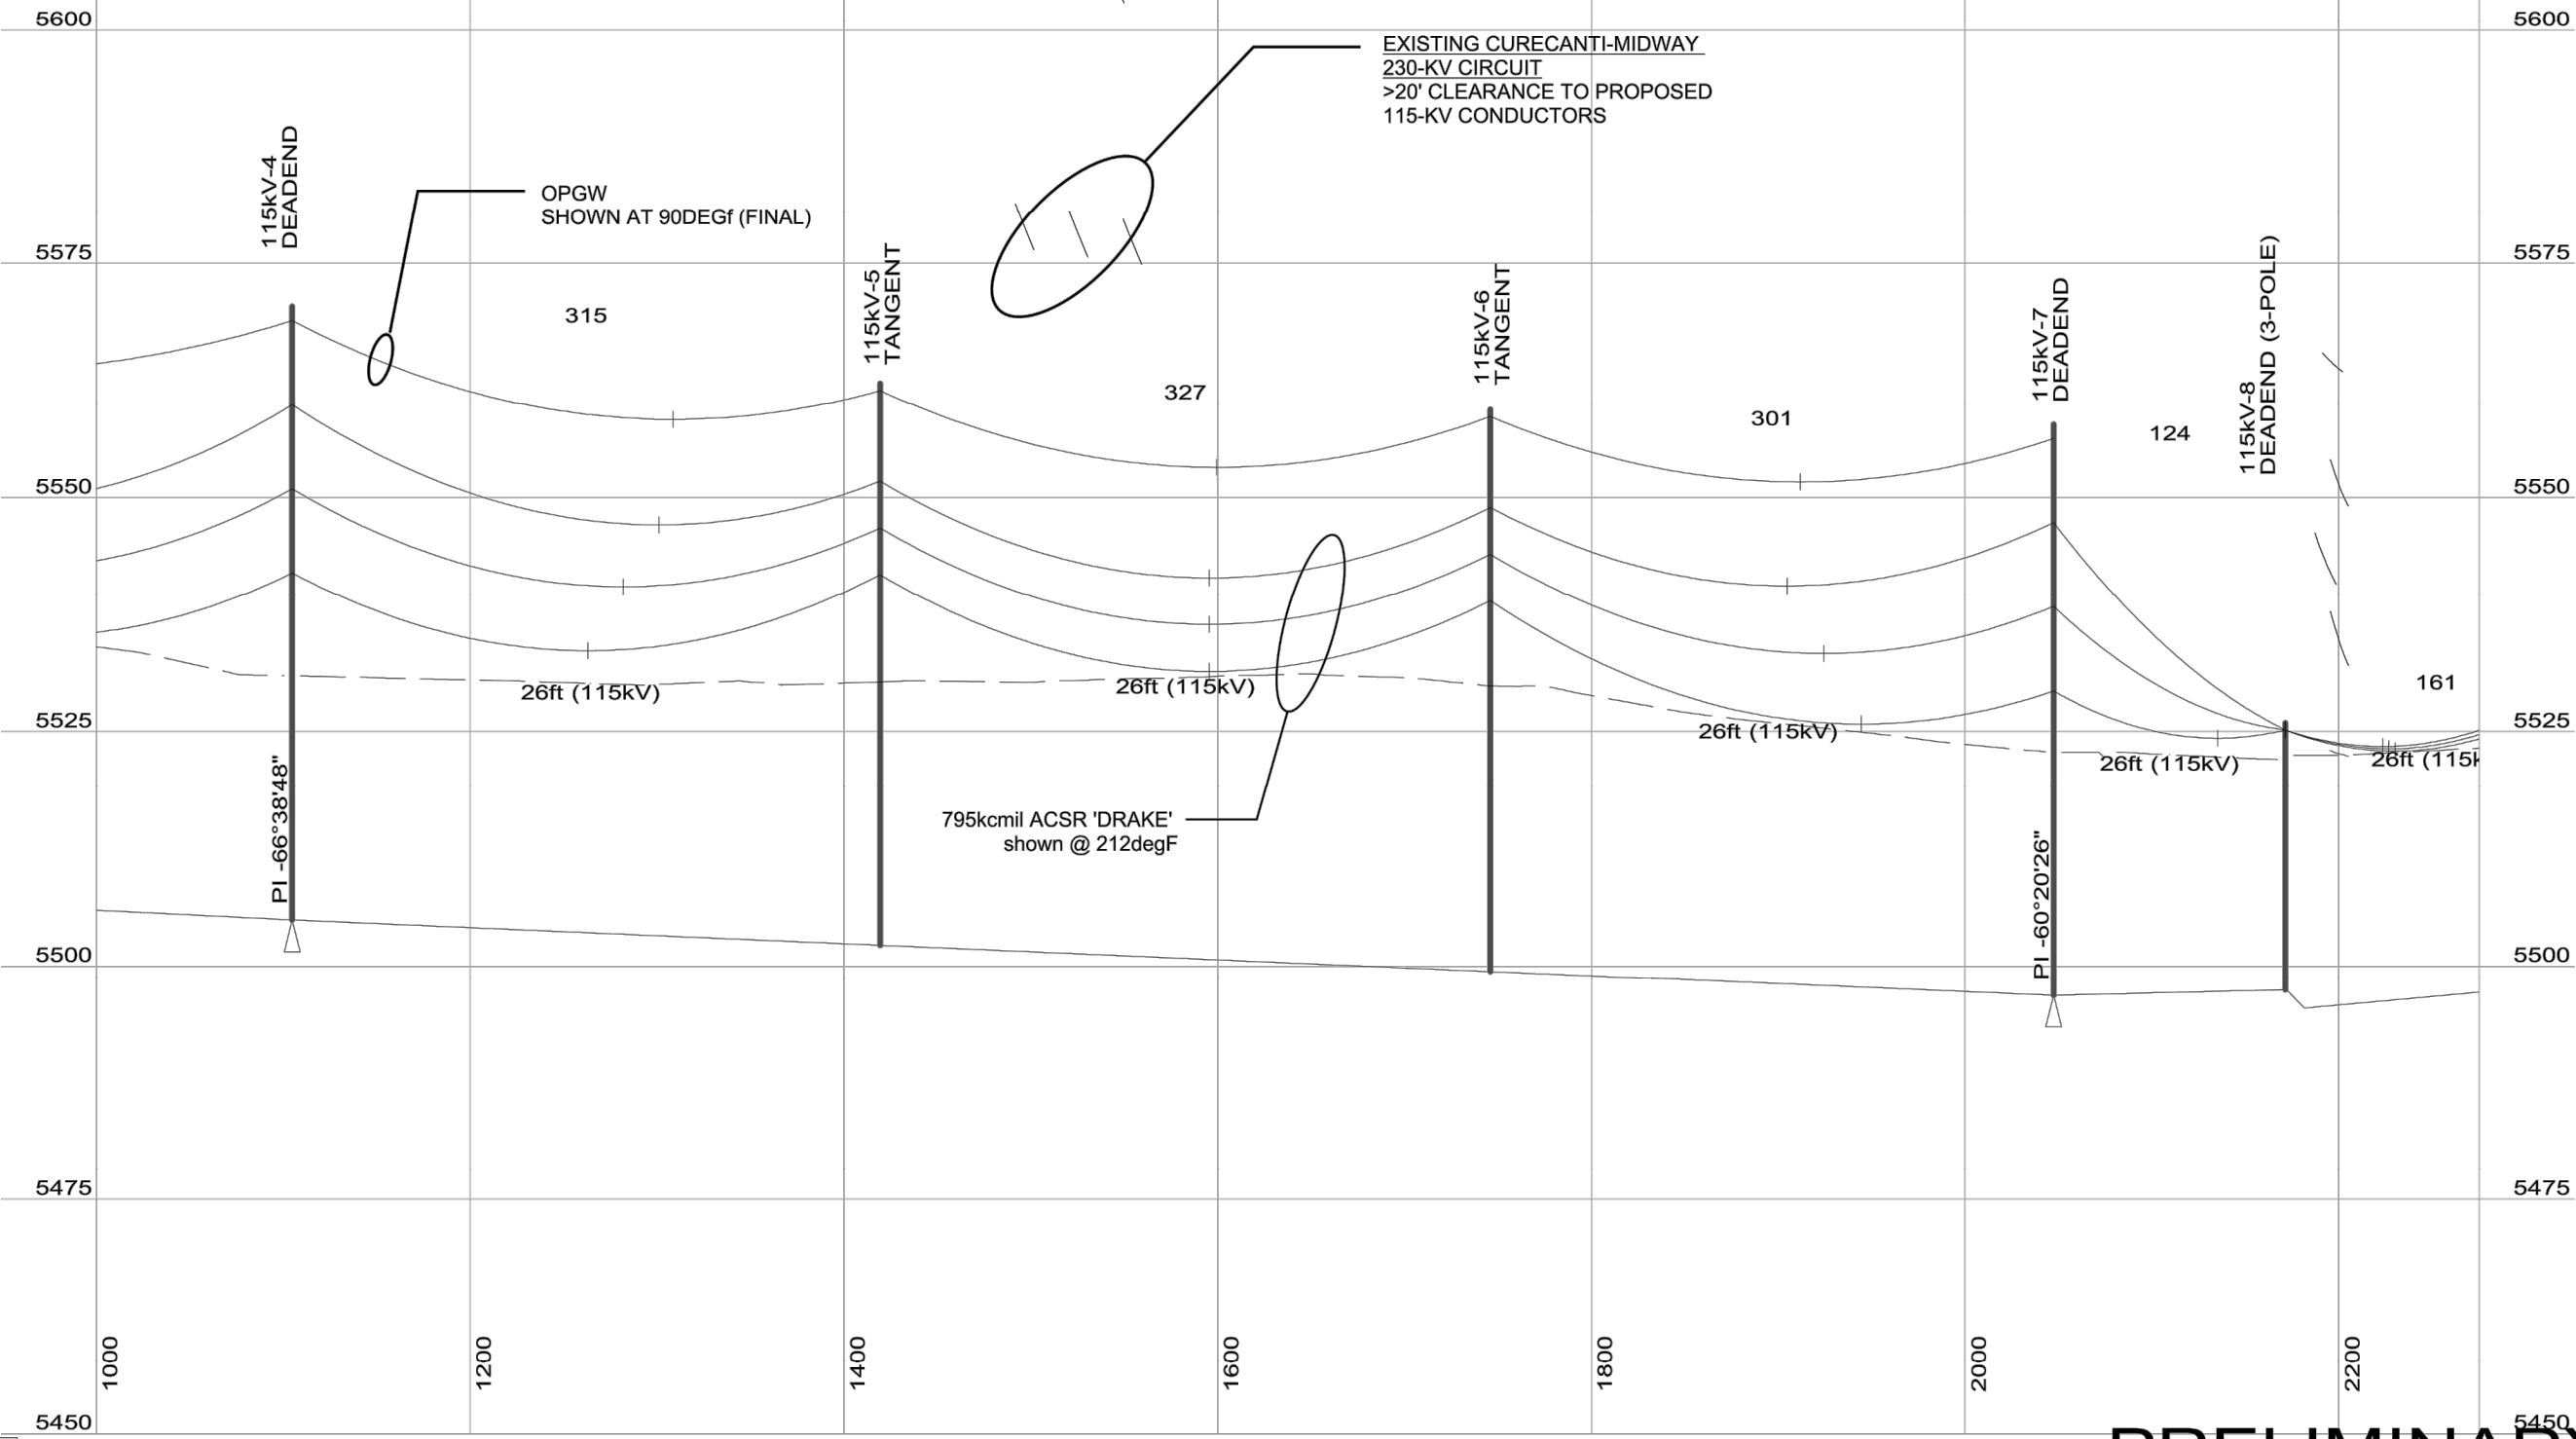 5600
5600
EXISTING CURECANTI-MIDWAY
230-KV CIRCUIT
>20' CLEARANCE TO PROPOSED
115-KV CONDUCTORS
115kV-4
DEADEND
OPGW
SHOWN AT 90DEGf (FINAL)
5575
5575
115kV-5
TANGENT
115kV-6
TANGENT
115kV-7
DEADEND
115kV-8
DEADEND (3-POLE)
315
327
301
124
5550
5550
161
26ft (115kV)
26ft (115kV)
26ft (115kV)
26ft (115kV)
26ft (115k
5525
5525
795kcmil ACSR 'DRAKE'
shown @ 212degF
PI -66°38'48"
PI -60°20'26"
5500
5500
5475
5475
1000
1200
1400
1600
1800
2000
2200
5450
5450
PRELIMINARY